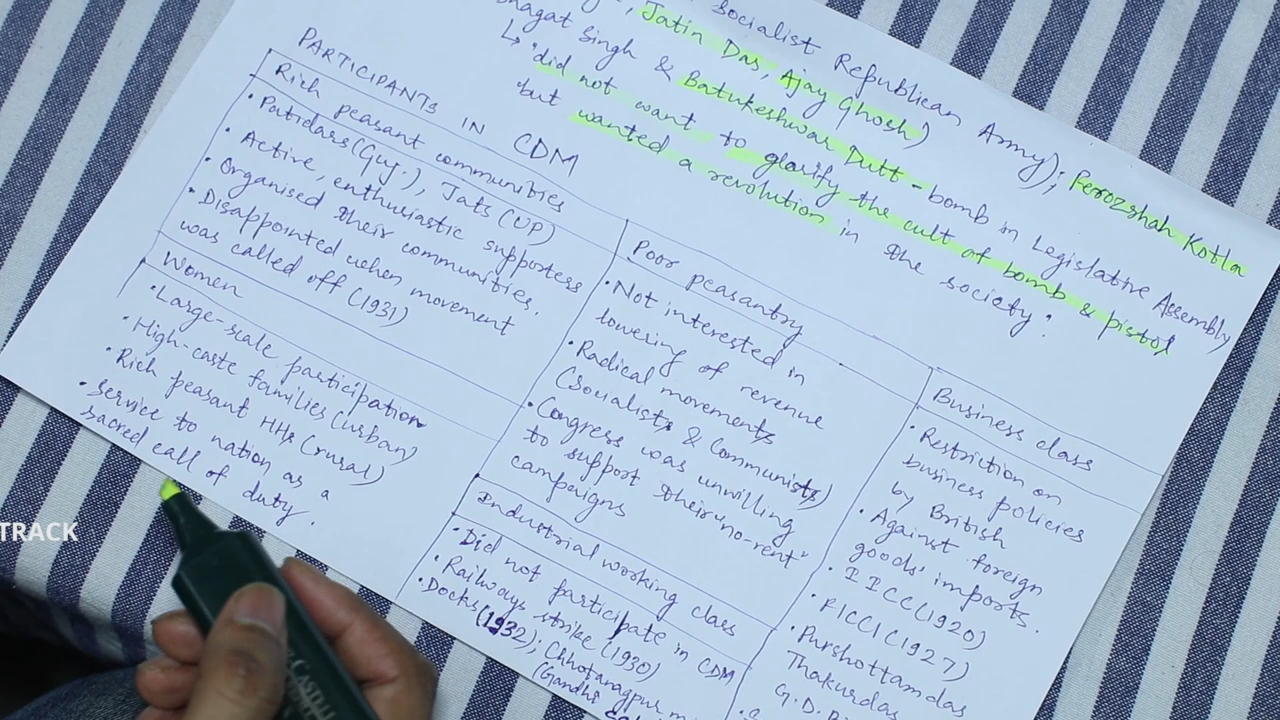 Socialist Republican Army); Ferozshah Kotla
Jatin Das, Ajay Ghosh)
Bhagat Singh & Batukeshwar Dutt - bomb in Legislative Assembly
↳ "did not want to glorify the cult of bomb & pistol
but wanted a revolution in the society."
PARTICIPANTS IN CDM
Rich peasant communities
• Patidars (Guj.), Jats (UP)
• Active, enthusiastic supporters
• Organised their communities.
• Disappointed when movement
was called off (1931)
Women
• Large-scale participation
• High-caste families (urban)
• Rich peasant HHs (rural)
• Service to nation as a
sacred call of duty.
Poor peasantry
• Not interested in
lowering of revenue
• Radical movements
(Socialists & Communists)
• Congress was unwilling
to support their "no-rent"
campaigns
Industrial working class
• Did not participate in CDM
• Railways strike (1930)
• Docks (1932); Chhotanagpur
(Gandhi
Business class
• Restriction on
business policies
by British
• Against foreign
goods' imports.
• IICC (1920)
• FICCI (1927)
• Purshottamdas
Thakurdas
G.D.
TRACK